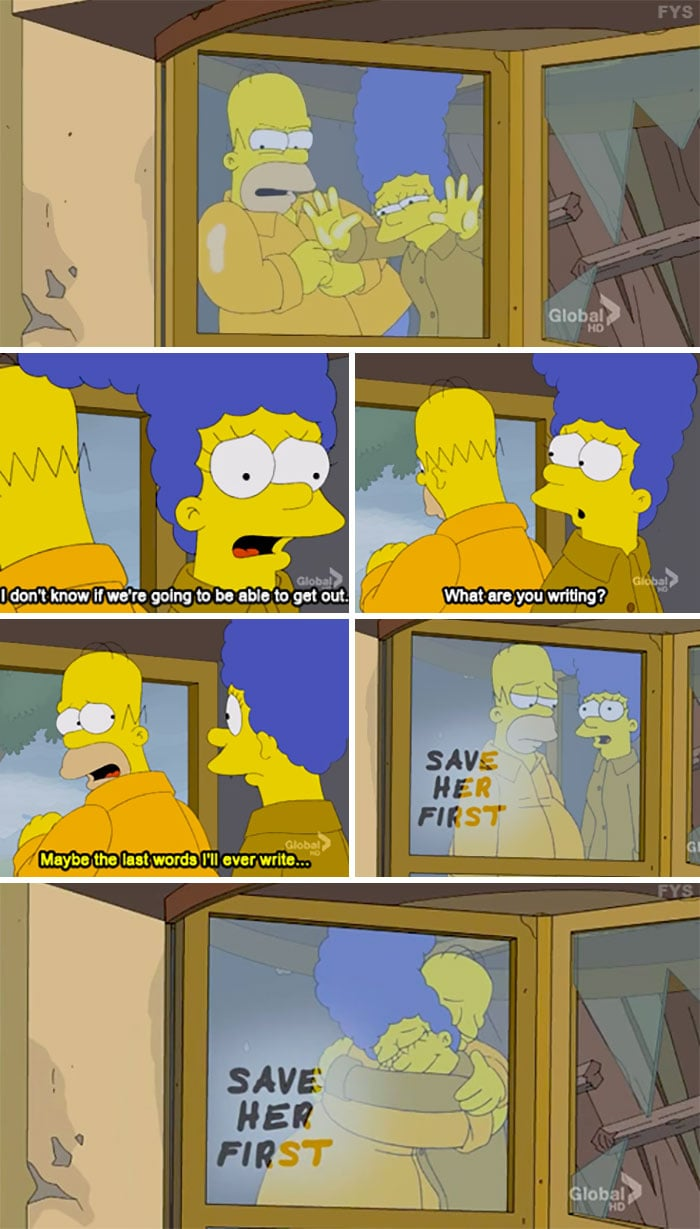 FYS
Global
HD
I don't know if we're going to be able to get out.
Global
HD
What are you writing?
Global
HD
Maybe the last words I'll ever write...
Global
HD
SAVE
HER
FIRST
Gl
FYS
SAVE
HER
FIRST
Global
HD